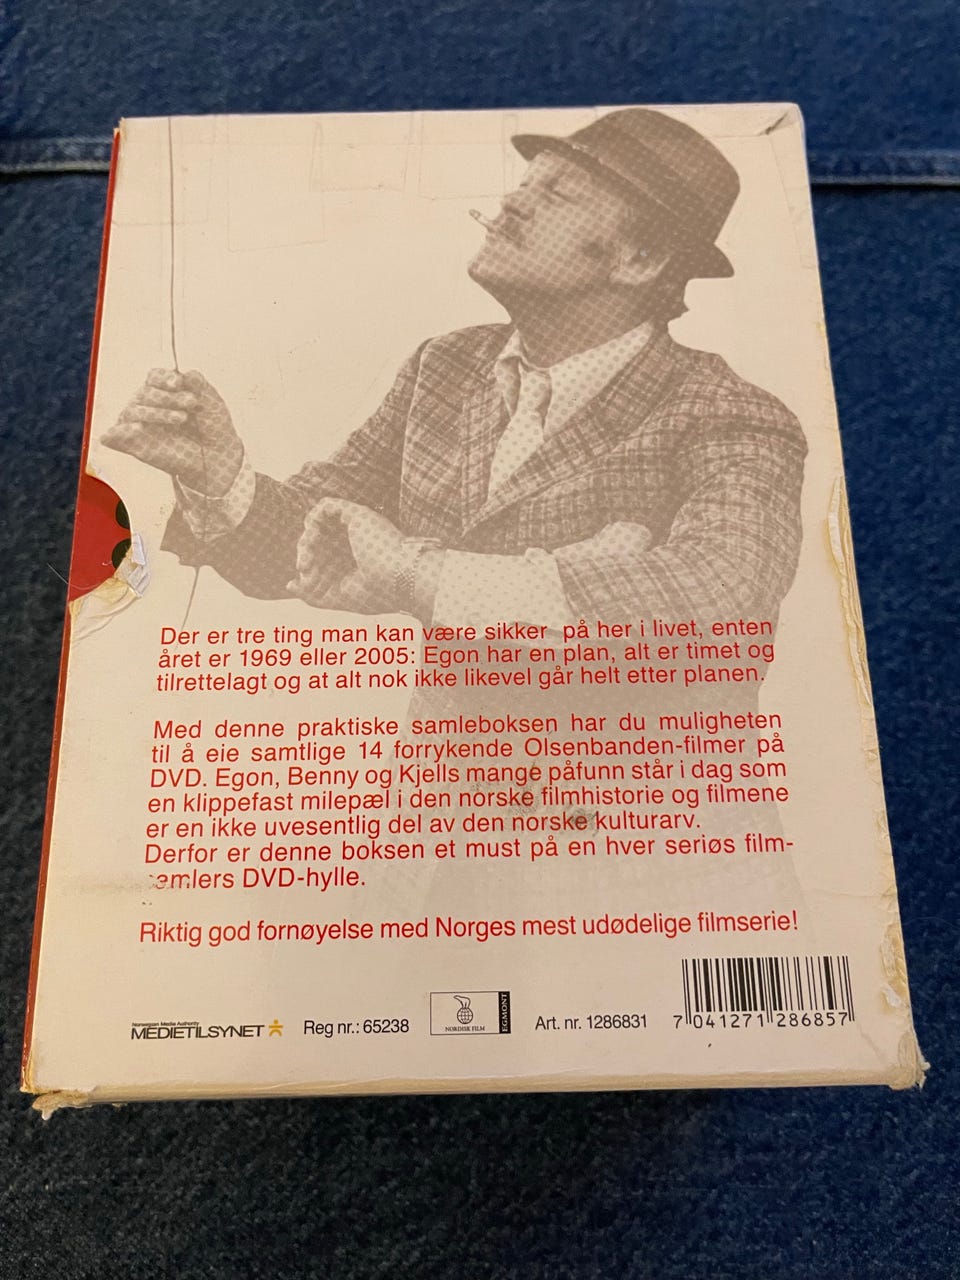 Der er tre ting man kan være sikker på her i livet, enten
året er 1969 eller 2005: Egon har en plan, alt er timet og
tilrettelagt og at alt nok ikke likevel går helt etter planen.
Med denne praktiske samleboksen har du muligheten
til å eie samtlige 14 forrykende Olsenbanden-filmer på
DVD. Egon, Benny og Kjells mange påfunn står i dag som
en klippefast milepæl i den norske filmhistorie og filmene
er en ikke uvesentlig del av den norske kulturarv.
Derfor er denne boksen et must på en hver seriøs film-
emlers DVD-hylle.
Riktig god fornøyelse med Norges mest udødelige filmserie!
Norwegian Media Authority
MEDIETILSYNET
Reg nr.: 65238
NORDISK FILM
EGMONT
Art. nr. 1286831
7 041271 286857